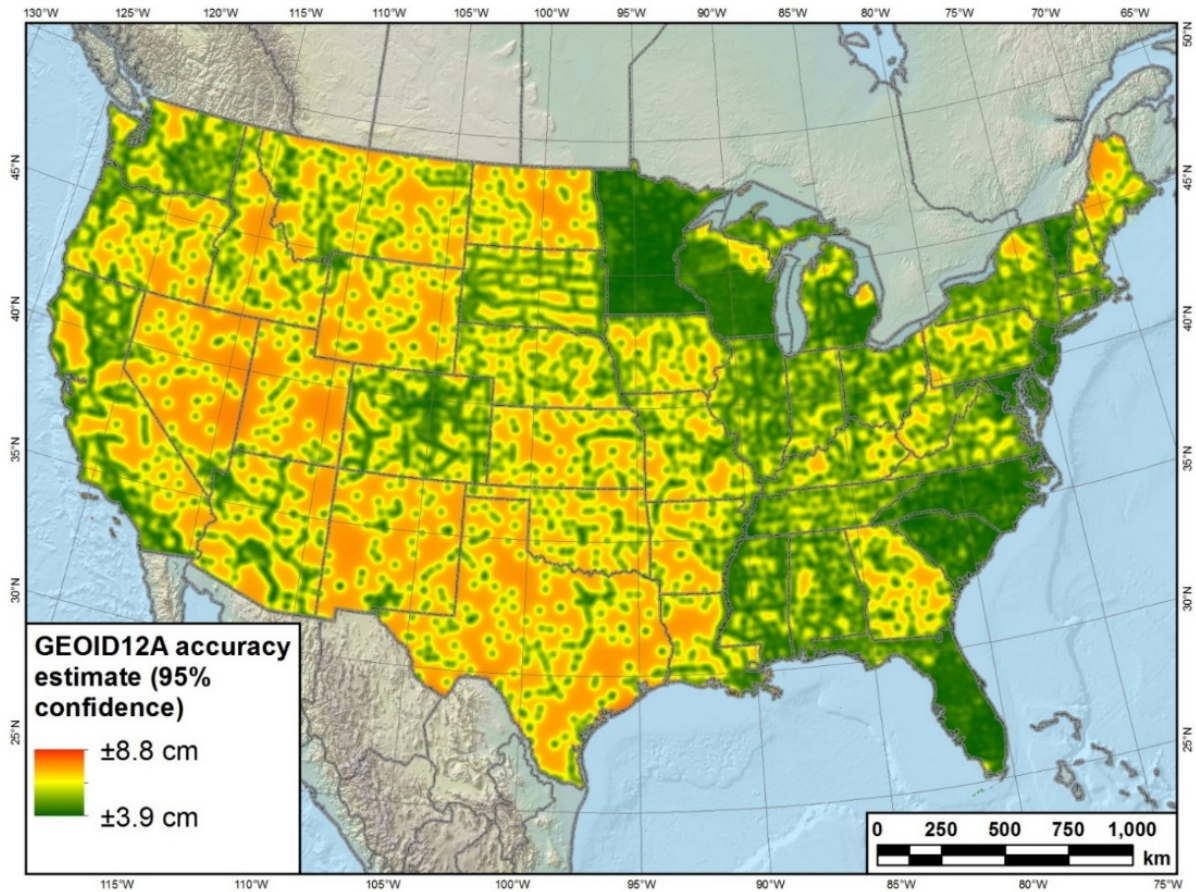 130°W 125°W 120°W 115°W 110°W 105°W 100°W 95°W 90°W 85°W 80°W 75°W 70°W 65°W
50°N 50°N
45°N 45°N
40°N 40°N
35°N 35°N
30°N 30°N
25°N 25°N
GEOID12A accuracy
estimate (95%
confidence)
±8.8 cm
±3.9 cm
0 250 500 750 1,000
km
115°W 110°W 105°W 100°W 95°W 90°W 85°W 80°W 75°W